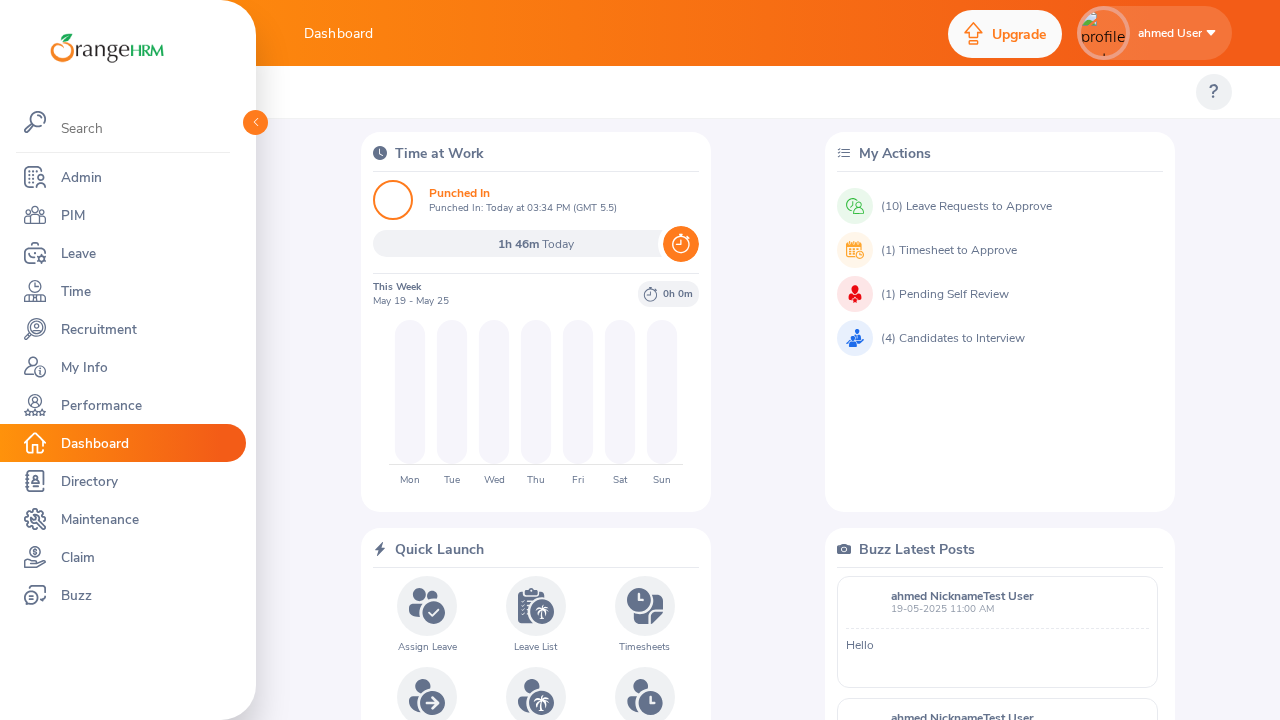 OrangeHRM
Search
Admin
PIM
Leave
Time
Recruitment
My Info
Performance
Dashboard
Directory
Maintenance
Claim
Buzz
Dashboard
Upgrade
profile
ahmed User
?
Time at Work
Punched In
Punched In: Today at 03:34 PM (GMT 5.5)
1h 46m Today
This Week
May 19 - May 25
0h 0m
Mon Tue Wed Thu Fri Sat Sun
My Actions
(10) Leave Requests to Approve
(1) Timesheet to Approve
(1) Pending Self Review
(4) Candidates to Interview
Quick Launch
Assign Leave
Leave List
Timesheets
Buzz Latest Posts
ahmed NicknameTest User
19-05-2025 11:00 AM
Hello
ahmed NicknameTest User